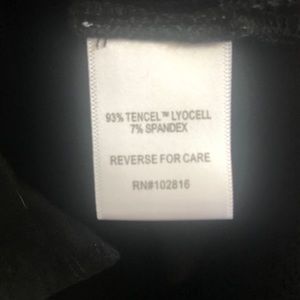 93% TENCEL™ LYOCELL
7% SPANDEX
REVERSE FOR CARE
RN#102816